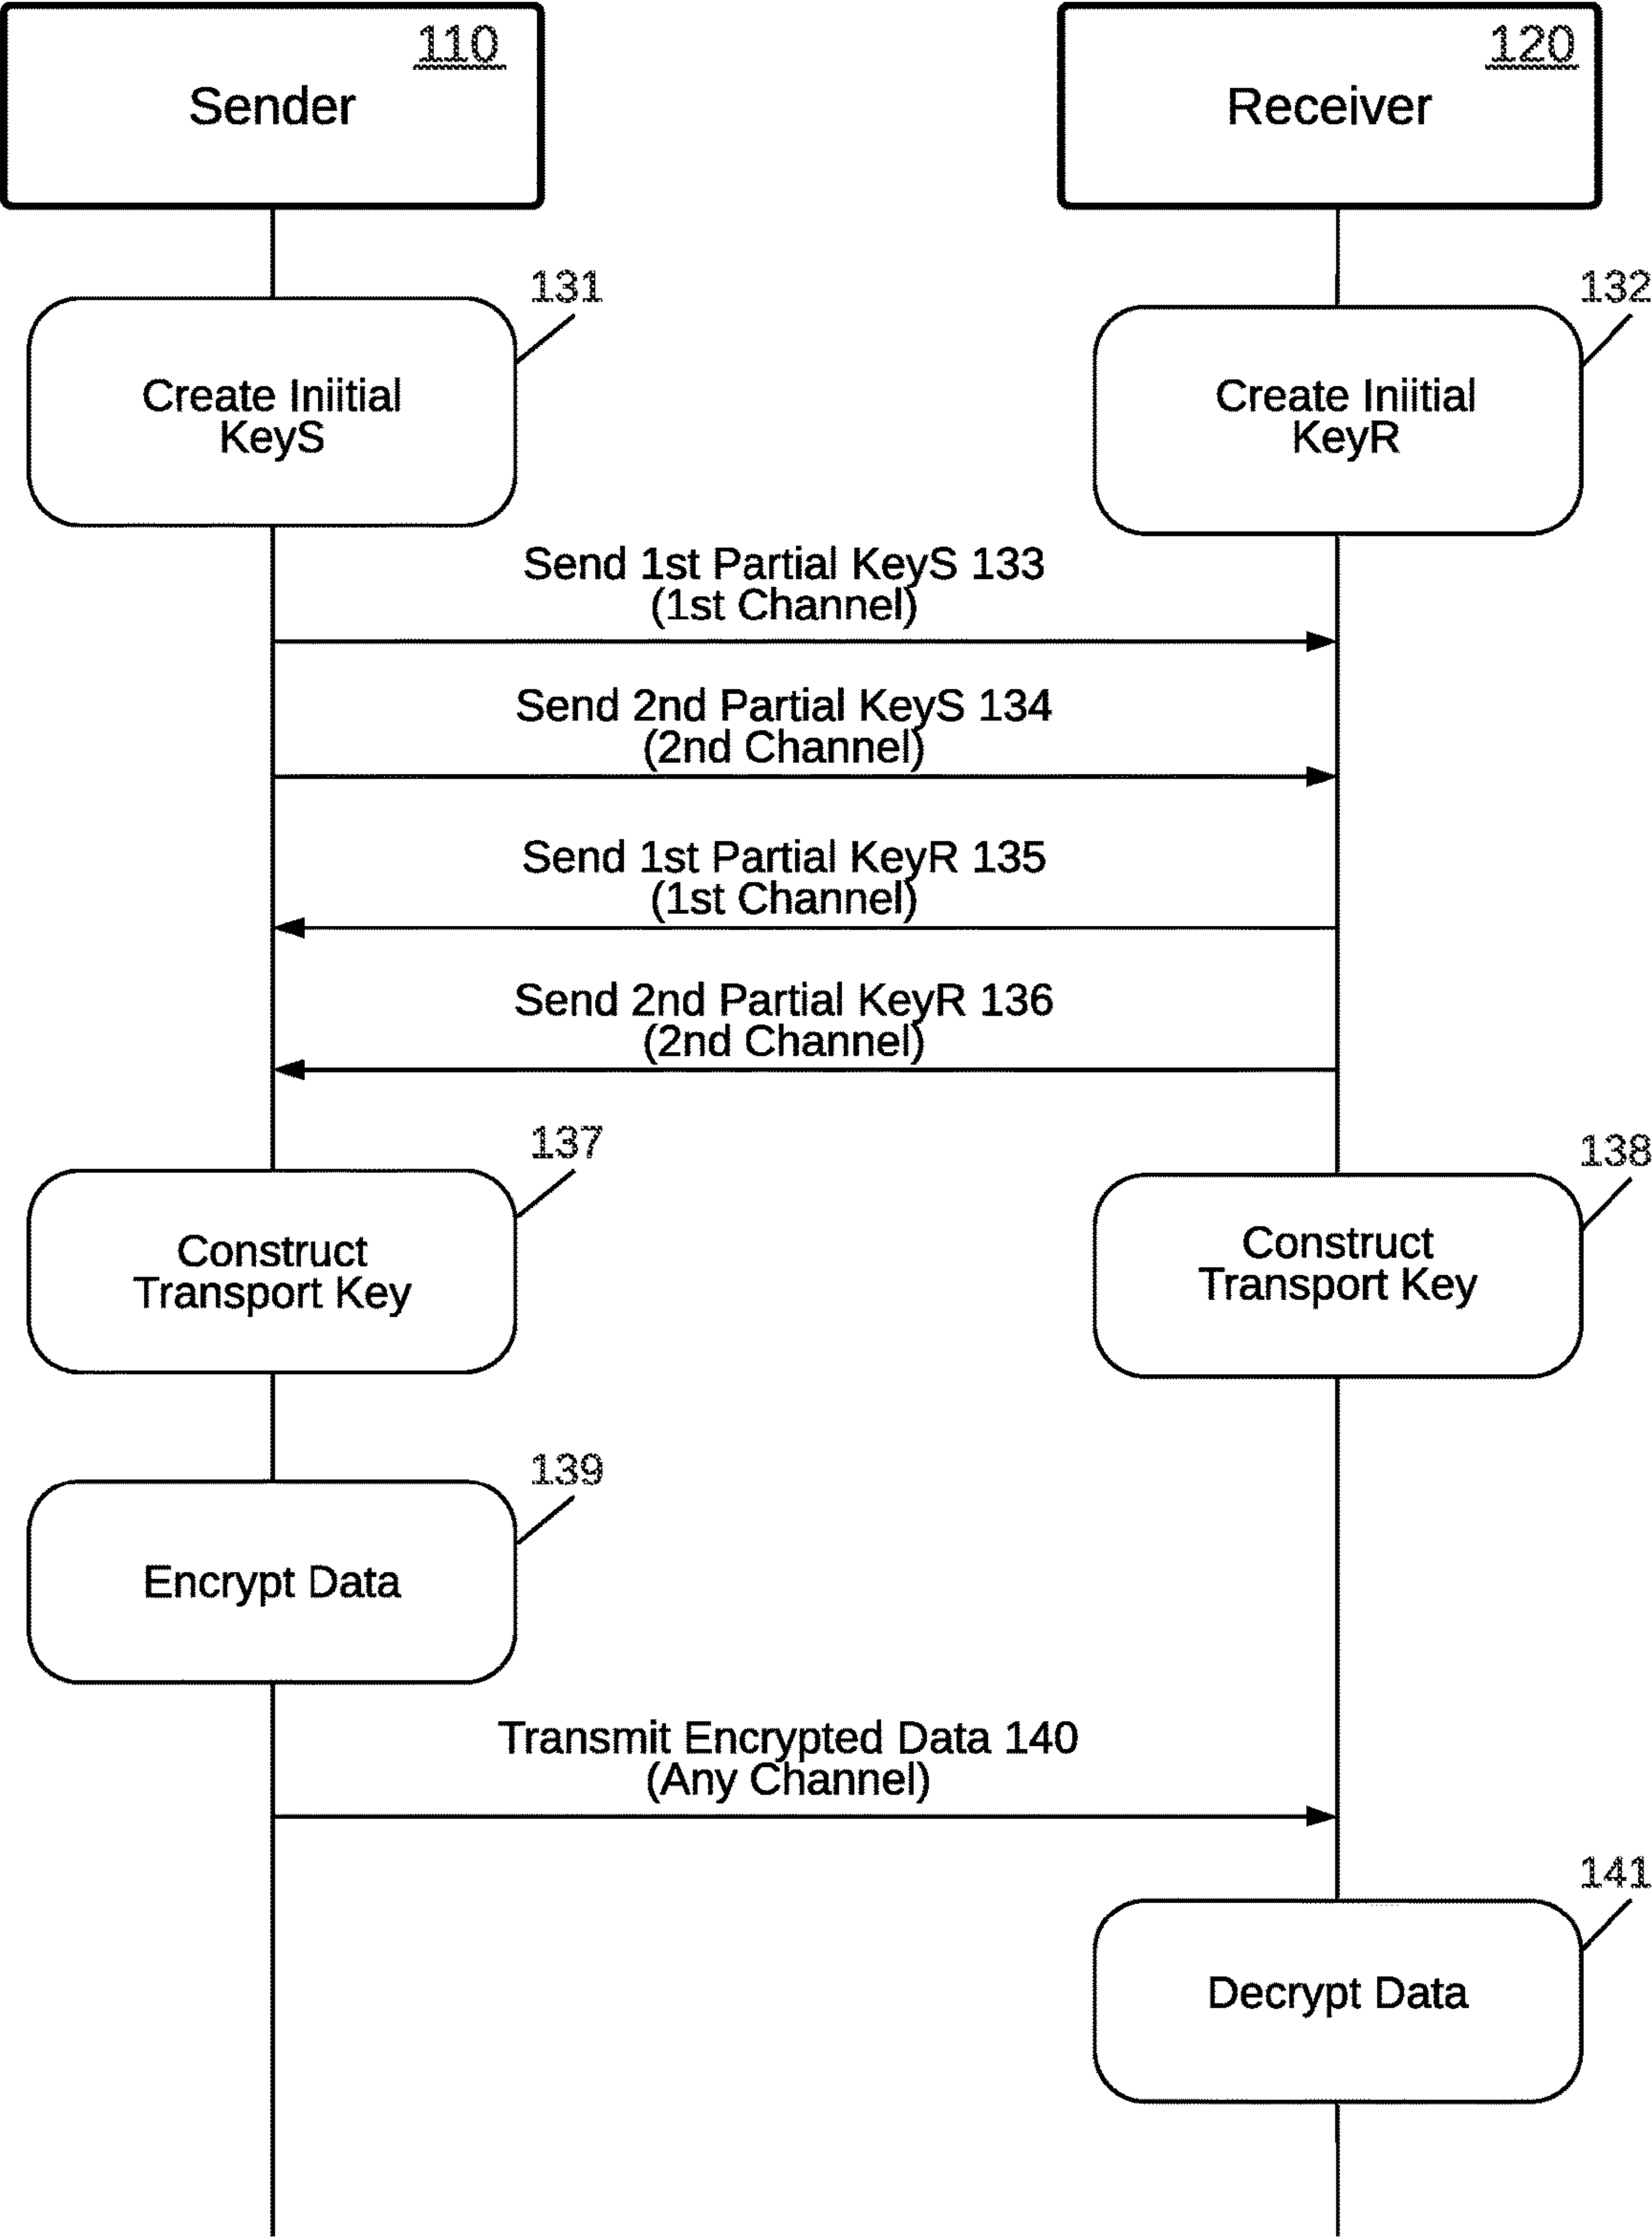 110
Sender
120
Receiver
131
Create Iniitial
KeyS
132
Create Iniitial
KeyR
Send 1st Partial KeyS 133
(1st Channel)
Send 2nd Partial KeyS 134
(2nd Channel)
Send 1st Partial KeyR 135
(1st Channel)
Send 2nd Partial KeyR 136
(2nd Channel)
137
Construct
Transport Key
138
Construct
Transport Key
139
Encrypt Data
Transmit Encrypted Data 140
(Any Channel)
141
Decrypt Data